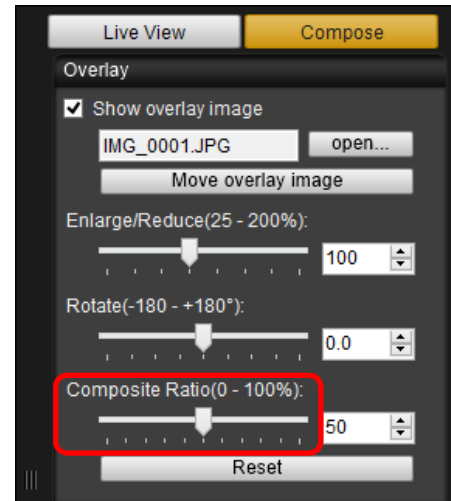 Live View Compose
Overlay
Show overlay image
IMG_0001.JPG open...
Move overlay image
Enlarge/Reduce(25 - 200%):
100
Rotate(-180 - +180°):
0.0
Composite Ratio(0 - 100%):
50
Reset